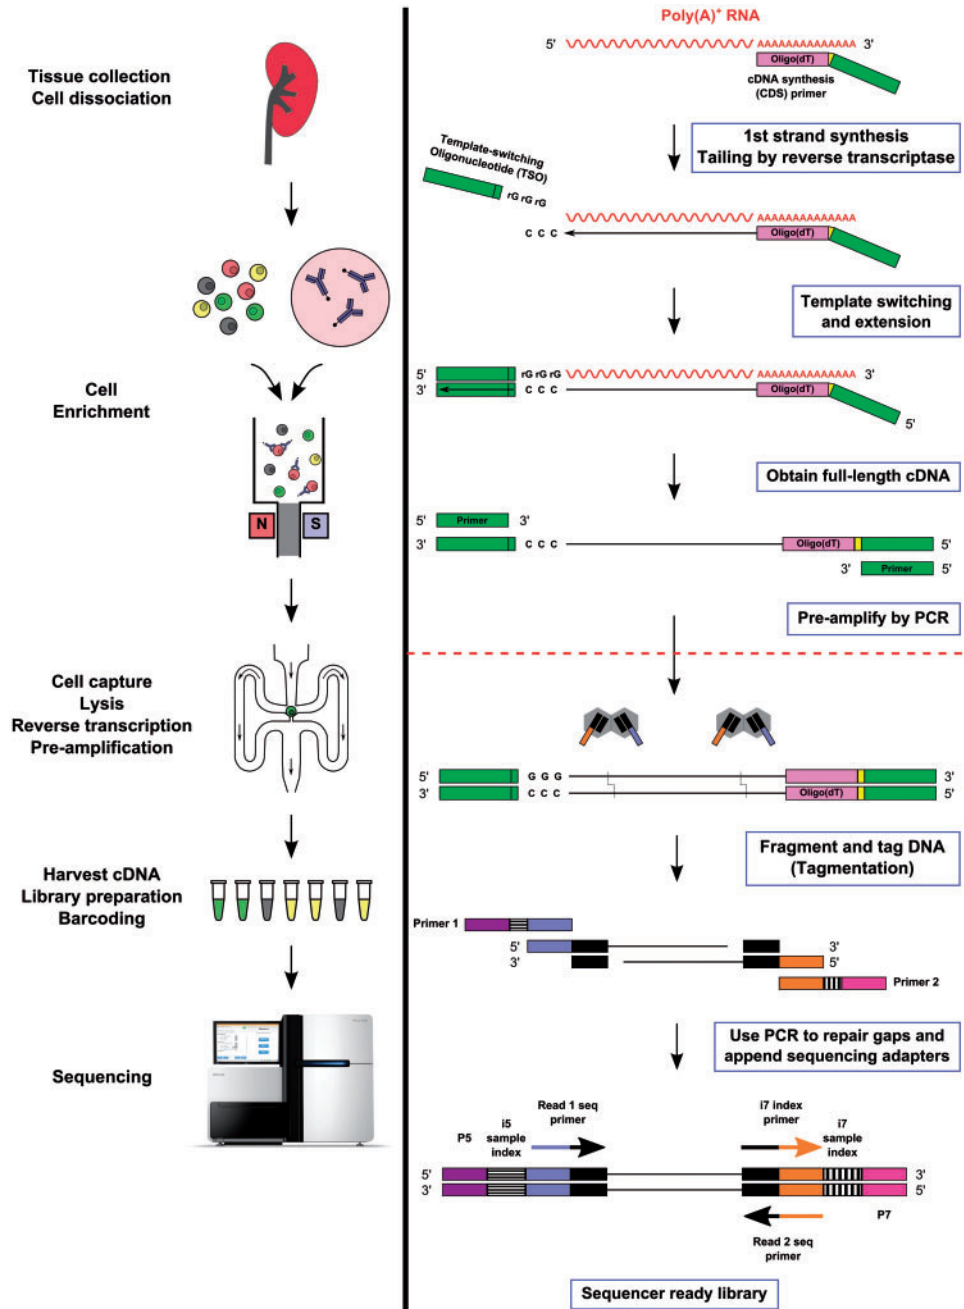 Tissue collection
Cell dissociation
Cell
Enrichment
N S
Cell capture
Lysis
Reverse transcription
Pre-amplification
Harvest cDNA
Library preparation
Barcoding
Sequencing
Poly(A)+ RNA
5' AAAAAAAAAAAAAA 3'
Oligo(dT)
cDNA synthesis
(CDS) primer
1st strand synthesis
Tailing by reverse transcriptase
Template-switching
Oligonucleotide (TSO)
rG rG rG
AAAAAAAAAAAAAA
C C C Oligo(dT)
Template switching
and extension
5' rG rG rG AAAAAAAAAAAAAA 3'
3' C C C Oligo(dT)
5'
Obtain full-length cDNA
5' Primer 3'
3' C C C Oligo(dT) 5'
3' Primer 5'
Pre-amplify by PCR
5' G G G 3'
3' C C C Oligo(dT) 5'
Fragment and tag DNA
(Tagmentation)
Primer 1
5' 3'
3' 5'
Primer 2
Use PCR to repair gaps and
append sequencing adapters
P5
i5
sample
index
Read 1 seq
primer
i7 index
primer
i7
sample
index
5' 3'
3' 5'
Read 2 seq
primer
P7
Sequencer ready library